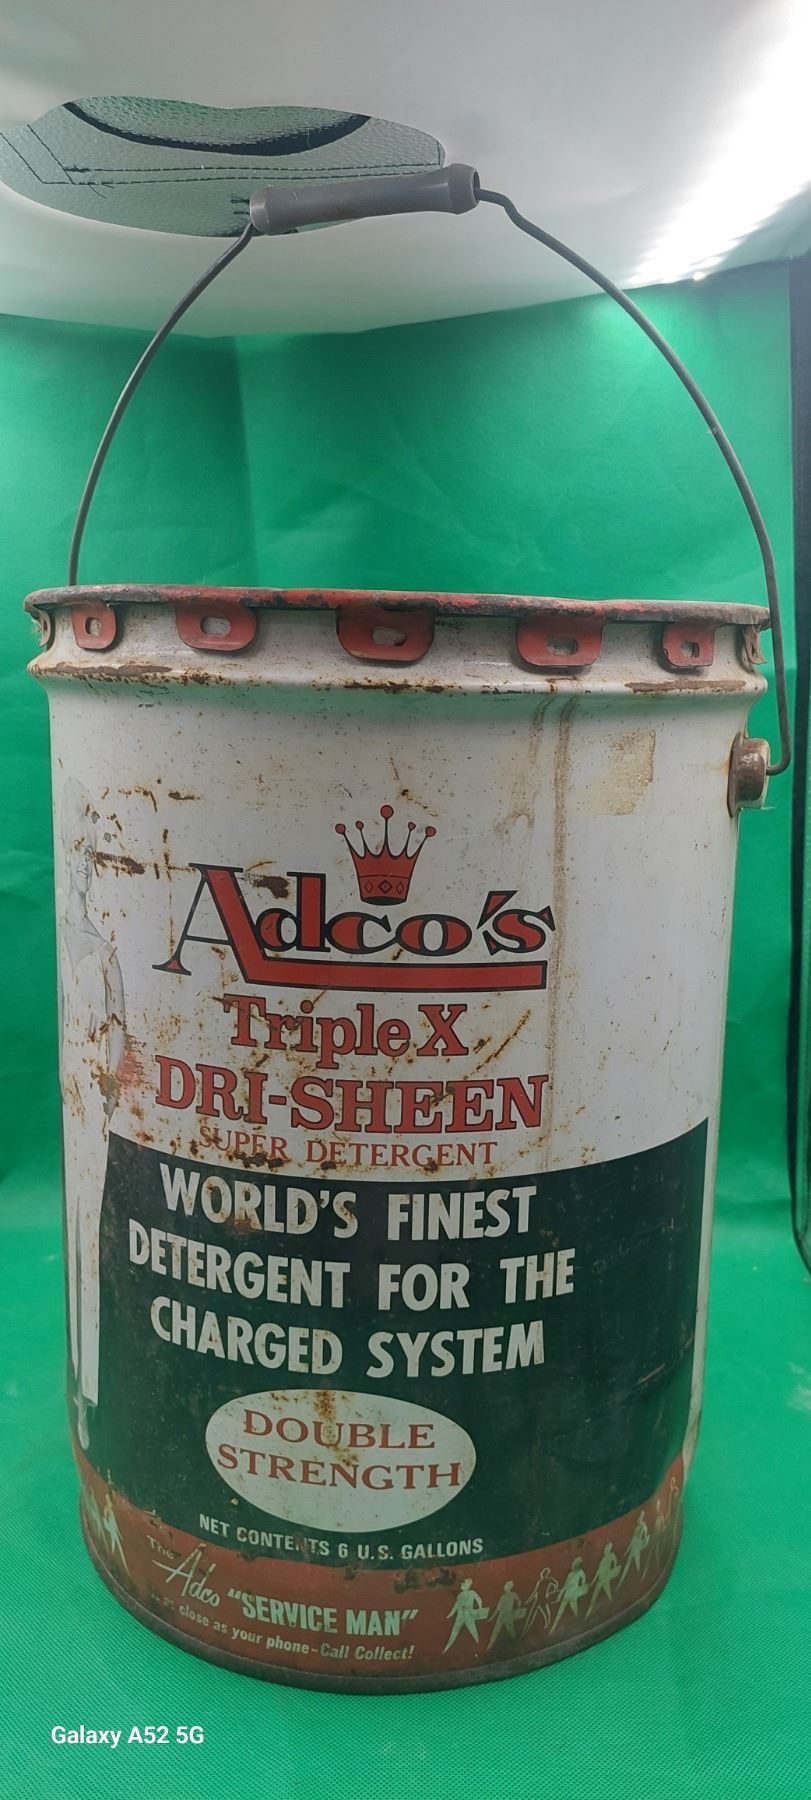 Adco's
Triple X
DRI-SHEEN
SUPER DETERGENT
WORLD'S FINEST
DETERGENT FOR THE
CHARGED SYSTEM
DOUBLE
STRENGTH
NET CONTENTS 6 U.S. GALLONS
The Adco "SERVICE MAN"
as close as your phone-Call Collect!
Galaxy A52 5G